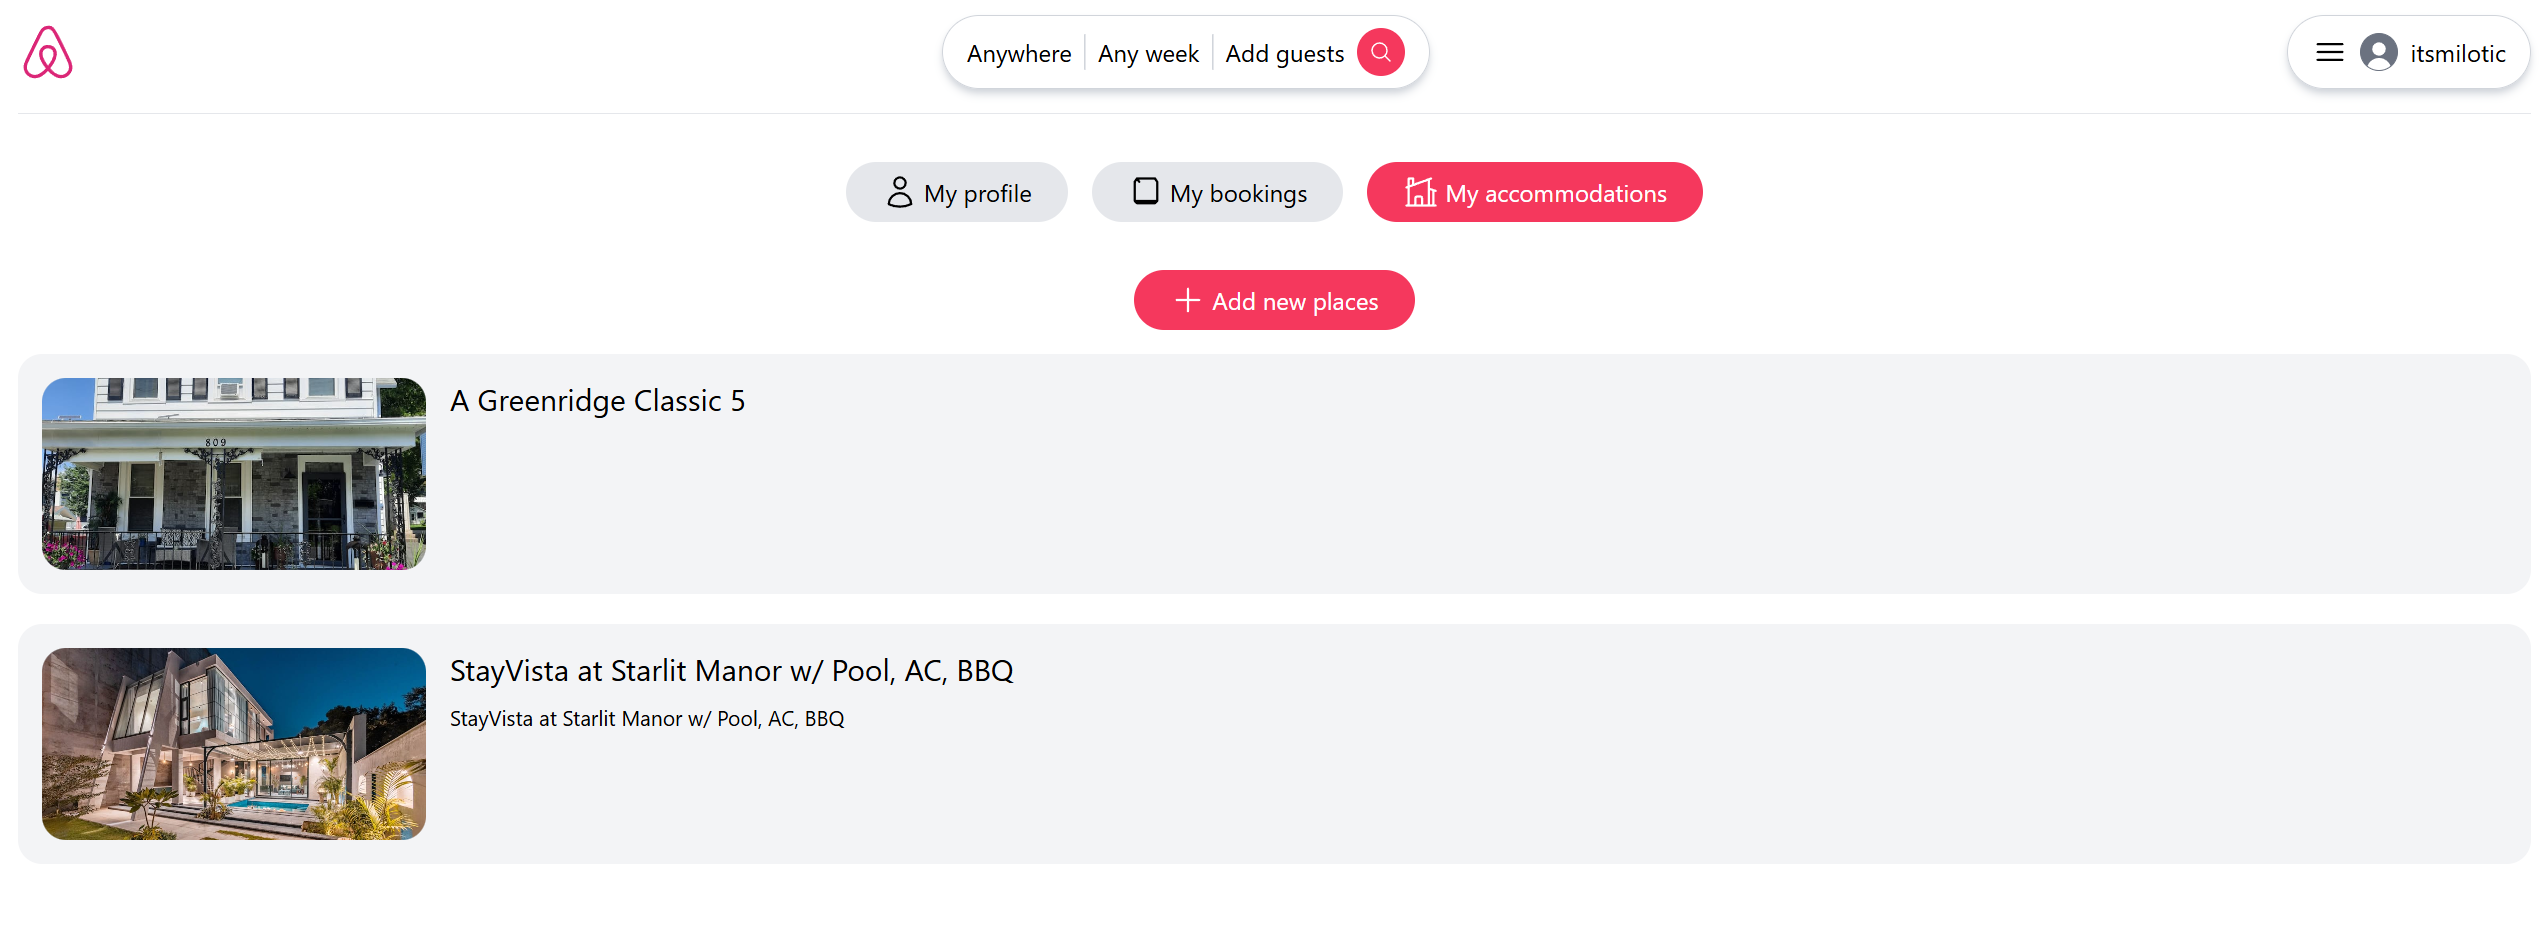 Anywhere
Any week
Add guests
itsmilotic
My profile
My bookings
My accommodations
Add new places
A Greenridge Classic 5
809
StayVista at Starlit Manor w/ Pool, AC, BBQ
StayVista at Starlit Manor w/ Pool, AC, BBQ